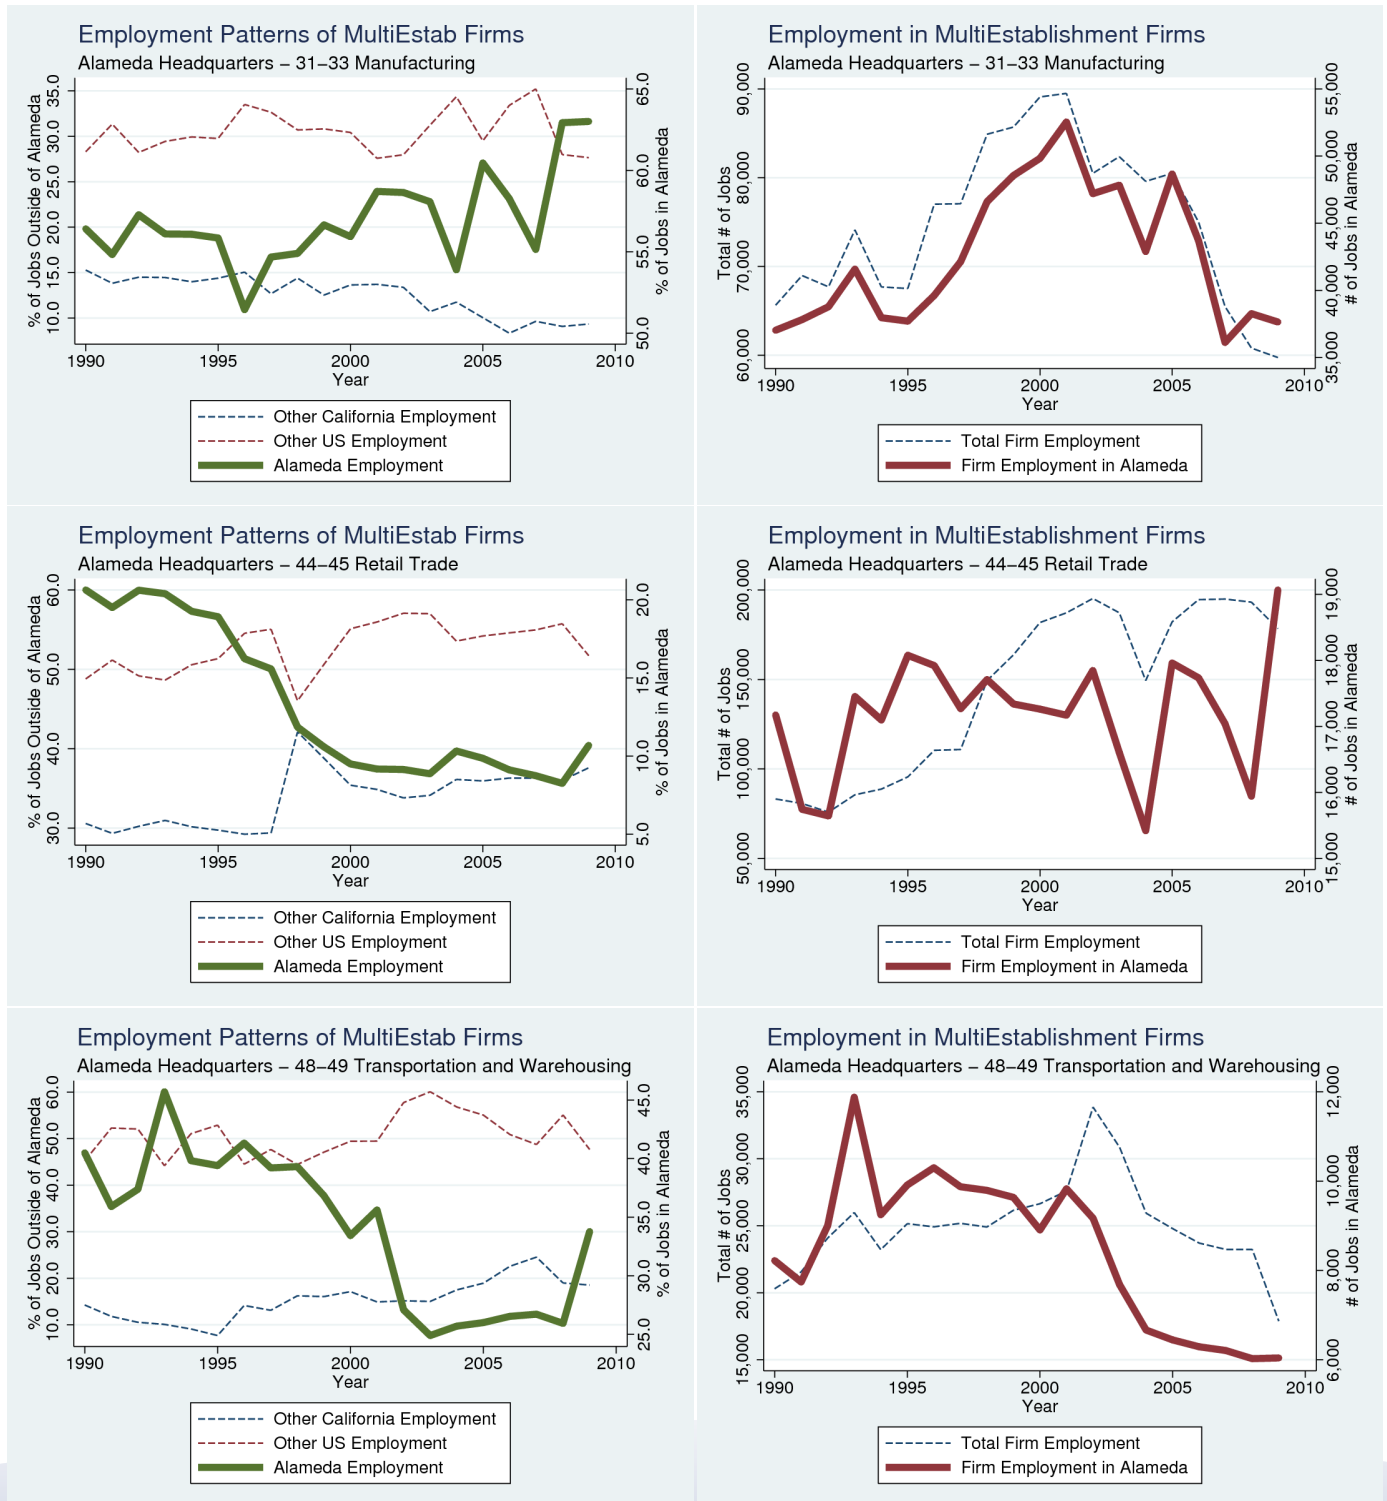 Employment Patterns of MultiEstab Firms
Alameda Headquarters − 31−33 Manufacturing
% of Jobs Outside of Alameda
10.0 15.0 20.0 25.0 30.0 35.0
% of Jobs in Alameda
50.0 55.0 60.0 65.0
1990 1995 2000 2005 2010
Year
Other California Employment
Other US Employment
Alameda Employment
Employment in MultiEstablishment Firms
Alameda Headquarters − 31−33 Manufacturing
Total # of Jobs
60,000 70,000 80,000 90,000
# of Jobs in Alameda
35,000 40,000 45,000 50,000 55,000
1990 1995 2000 2005 2010
Year
Total Firm Employment
Firm Employment in Alameda
Employment Patterns of MultiEstab Firms
Alameda Headquarters − 44−45 Retail Trade
% of Jobs Outside of Alameda
30.0 40.0 50.0 60.0
% of Jobs in Alameda
5.0 10.0 15.0 20.0
1990 1995 2000 2005 2010
Year
Other California Employment
Other US Employment
Alameda Employment
Employment in MultiEstablishment Firms
Alameda Headquarters − 44−45 Retail Trade
Total # of Jobs
50,000 100,000 150,000 200,000
# of Jobs in Alameda
15,000 16,000 17,000 18,000 19,000
1990 1995 2000 2005 2010
Year
Total Firm Employment
Firm Employment in Alameda
Employment Patterns of MultiEstab Firms
Alameda Headquarters − 48−49 Transportation and Warehousing
% of Jobs Outside of Alameda
10.0 20.0 30.0 40.0 50.0 60.0
% of Jobs in Alameda
25.0 30.0 35.0 40.0 45.0
1990 1995 2000 2005 2010
Year
Other California Employment
Other US Employment
Alameda Employment
Employment in MultiEstablishment Firms
Alameda Headquarters − 48−49 Transportation and Warehousing
Total # of Jobs
15,000 20,000 25,000 30,000 35,000
# of Jobs in Alameda
6,000 8,000 10,000 12,000
1990 1995 2000 2005 2010
Year
Total Firm Employment
Firm Employment in Alameda